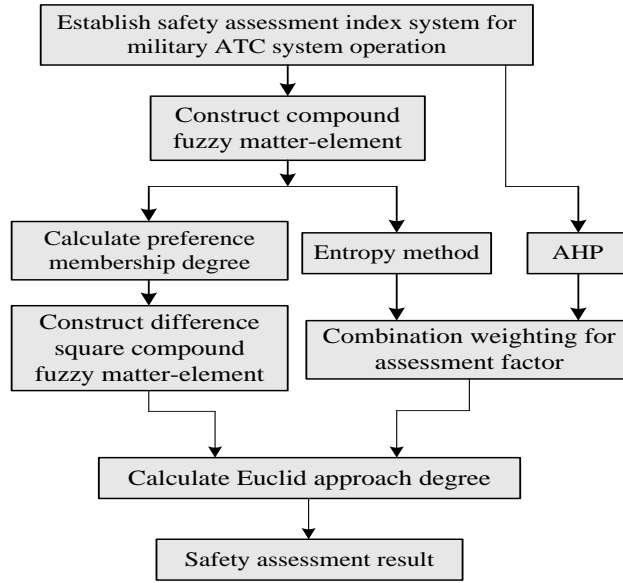 Establish safety assessment index system for
military ATC system operation
Construct compound
fuzzy matter-element
Calculate preference
membership degree
Entropy method
AHP
Construct difference
square compound
fuzzy matter-element
Combination weighting for
assessment factor
Calculate Euclid approach degree
Safety assessment result